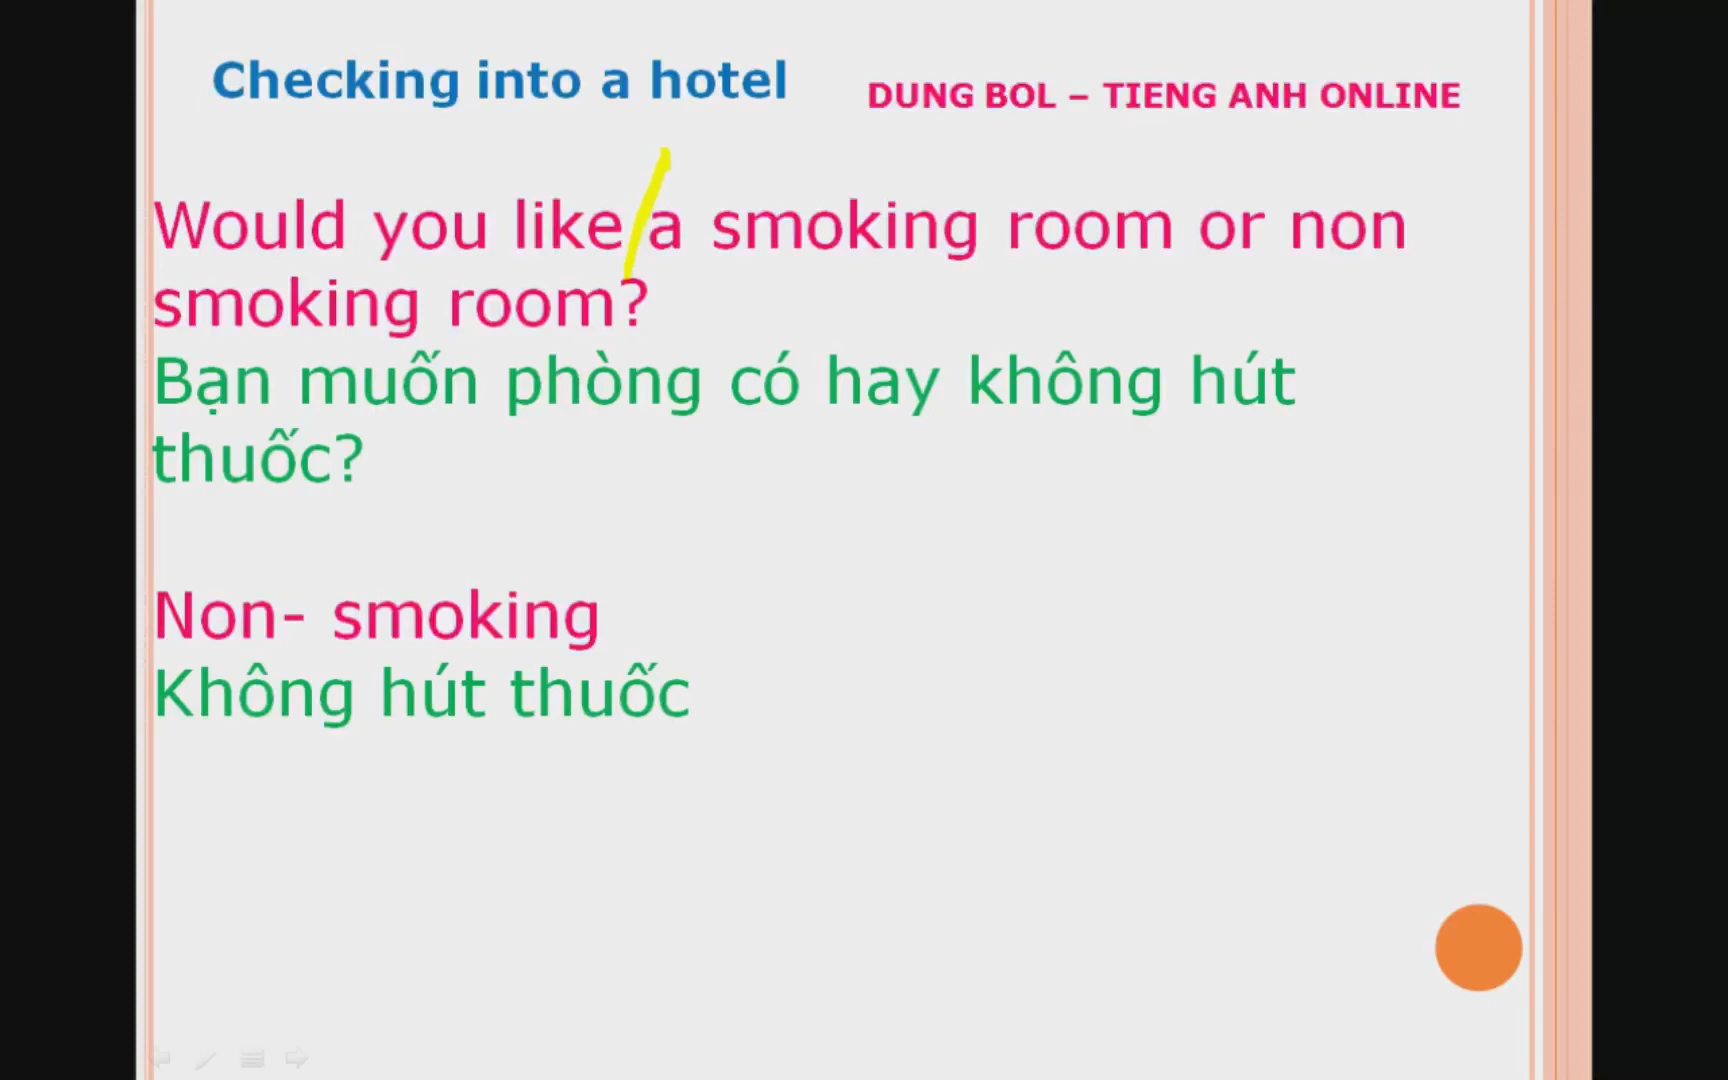 Checking into a hotel
DUNG BOL – TIENG ANH ONLINE
Would you like a smoking room or non
smoking room?
Bạn muốn phòng có hay không hút
thuốc?
Non- smoking
Không hút thuốc